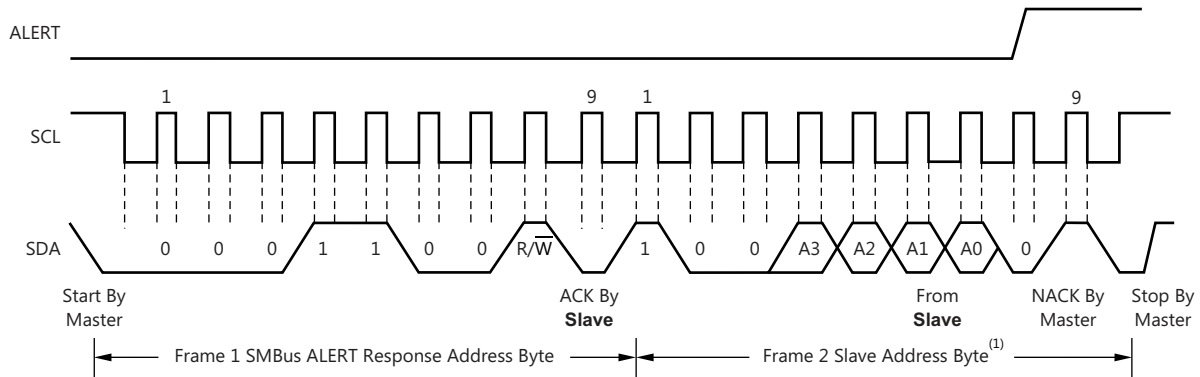 ALERT
1 9 1 9
SCL
SDA 0 0 0 1 1 0 0 R/W̅ 1 0 0 A3 A2 A1 A0 0
Start By
Master
ACK By
Slave
From
Slave
NACK By
Master
Stop By
Master
Frame 1 SMBus ALERT Response Address Byte
Frame 2 Slave Address Byte(1)